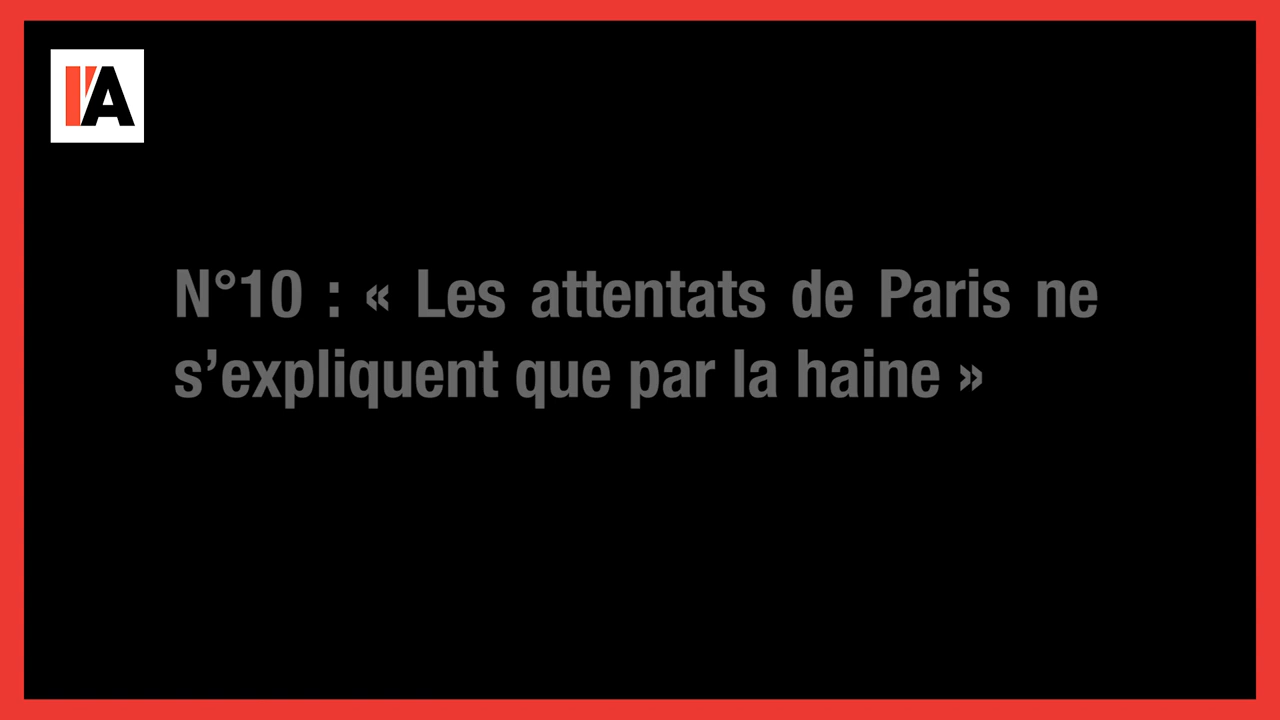 I'A
N°10 : « Les attentats de Paris ne
s’expliquent que par la haine »